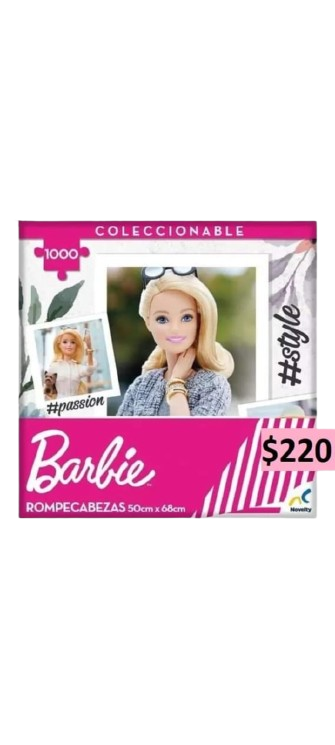 COLECCIONABLE
1000
#style
#passion
Barbie
$220
ROMPECABEZAS 50cm x 68cm
Novelty